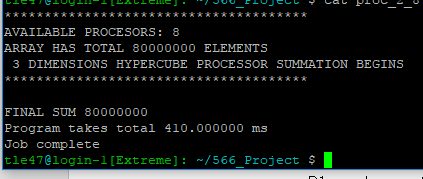 tle47@login-1[Extreme]: ~/566_Project $ cat proc_2_8
**************************************
AVAILABLE PROCESORS: 8
ARRAY HAS TOTAL 80000000 ELEMENTS
3 DIMENSIONS HYPERCUBE PROCESSOR SUMMATION BEGINS
**************************************
FINAL SUM 80000000
Program takes total 410.000000 ms
Job complete
tle47@login-1[Extreme]: ~/566_Project $